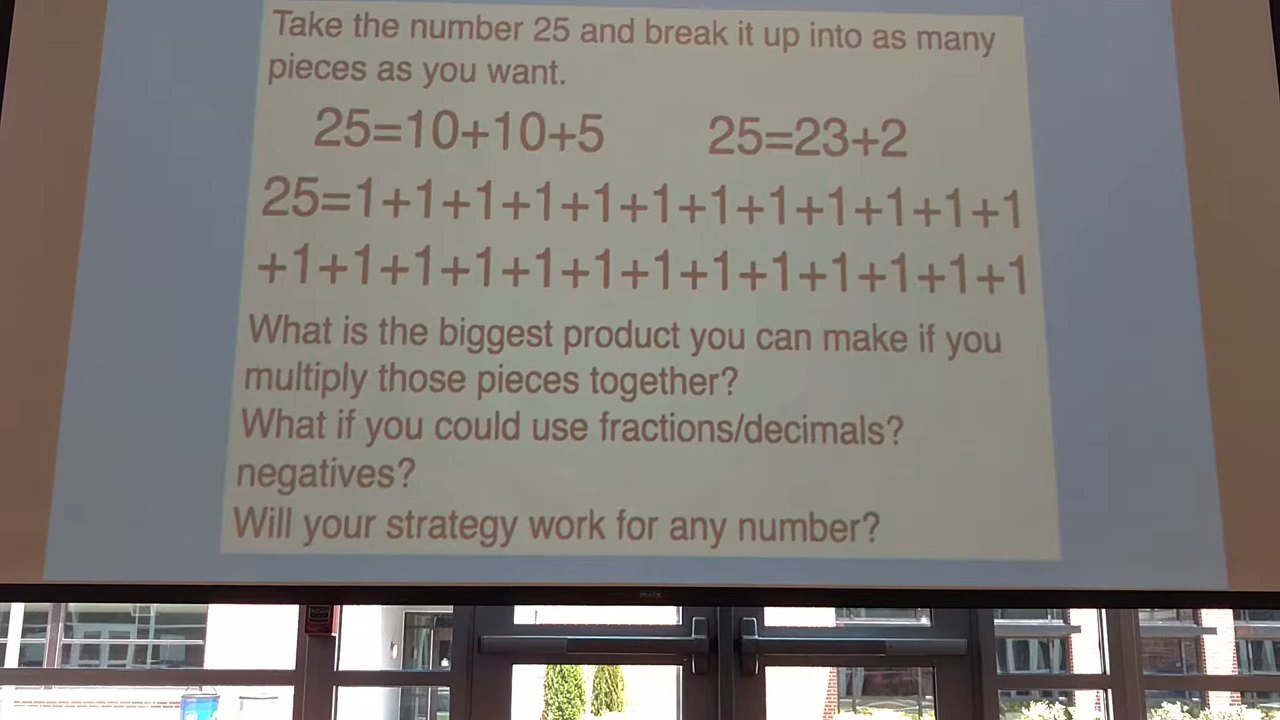 Take the number 25 and break it up into as many
pieces as you want.
25=10+10+5 25=23+2
25=1+1+1+1+1+1+1+1+1+1+1+1
+1+1+1+1+1+1+1+1+1+1+1+1+1
What is the biggest product you can make if you
multiply those pieces together?
What if you could use fractions/decimals?
negatives?
Will your strategy work for any number?